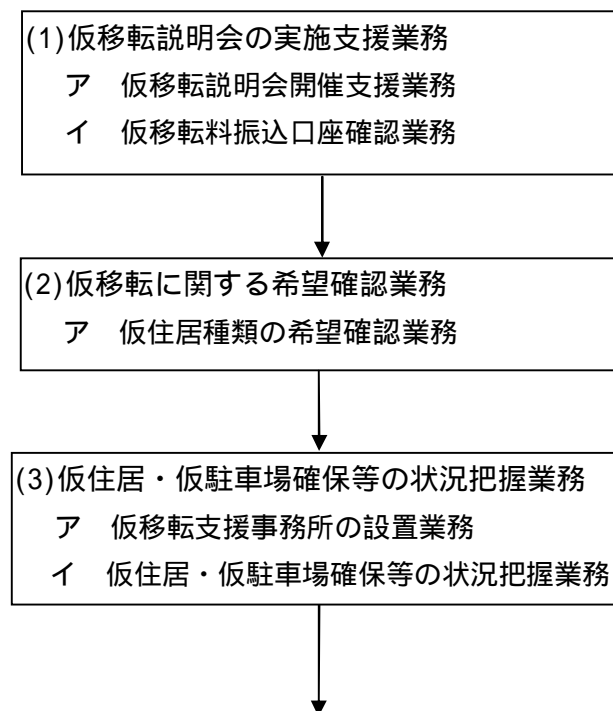 (1)仮移転説明会の実施支援業務
ア　仮移転説明会開催支援業務
イ　仮移転料振込口座確認業務
(2)仮移転に関する希望確認業務
ア　仮住居種類の希望確認業務
(3)仮住居・仮駐車場確保等の状況把握業務
ア　仮移転支援事務所の設置業務
イ　仮住居・仮駐車場確保等の状況把握業務